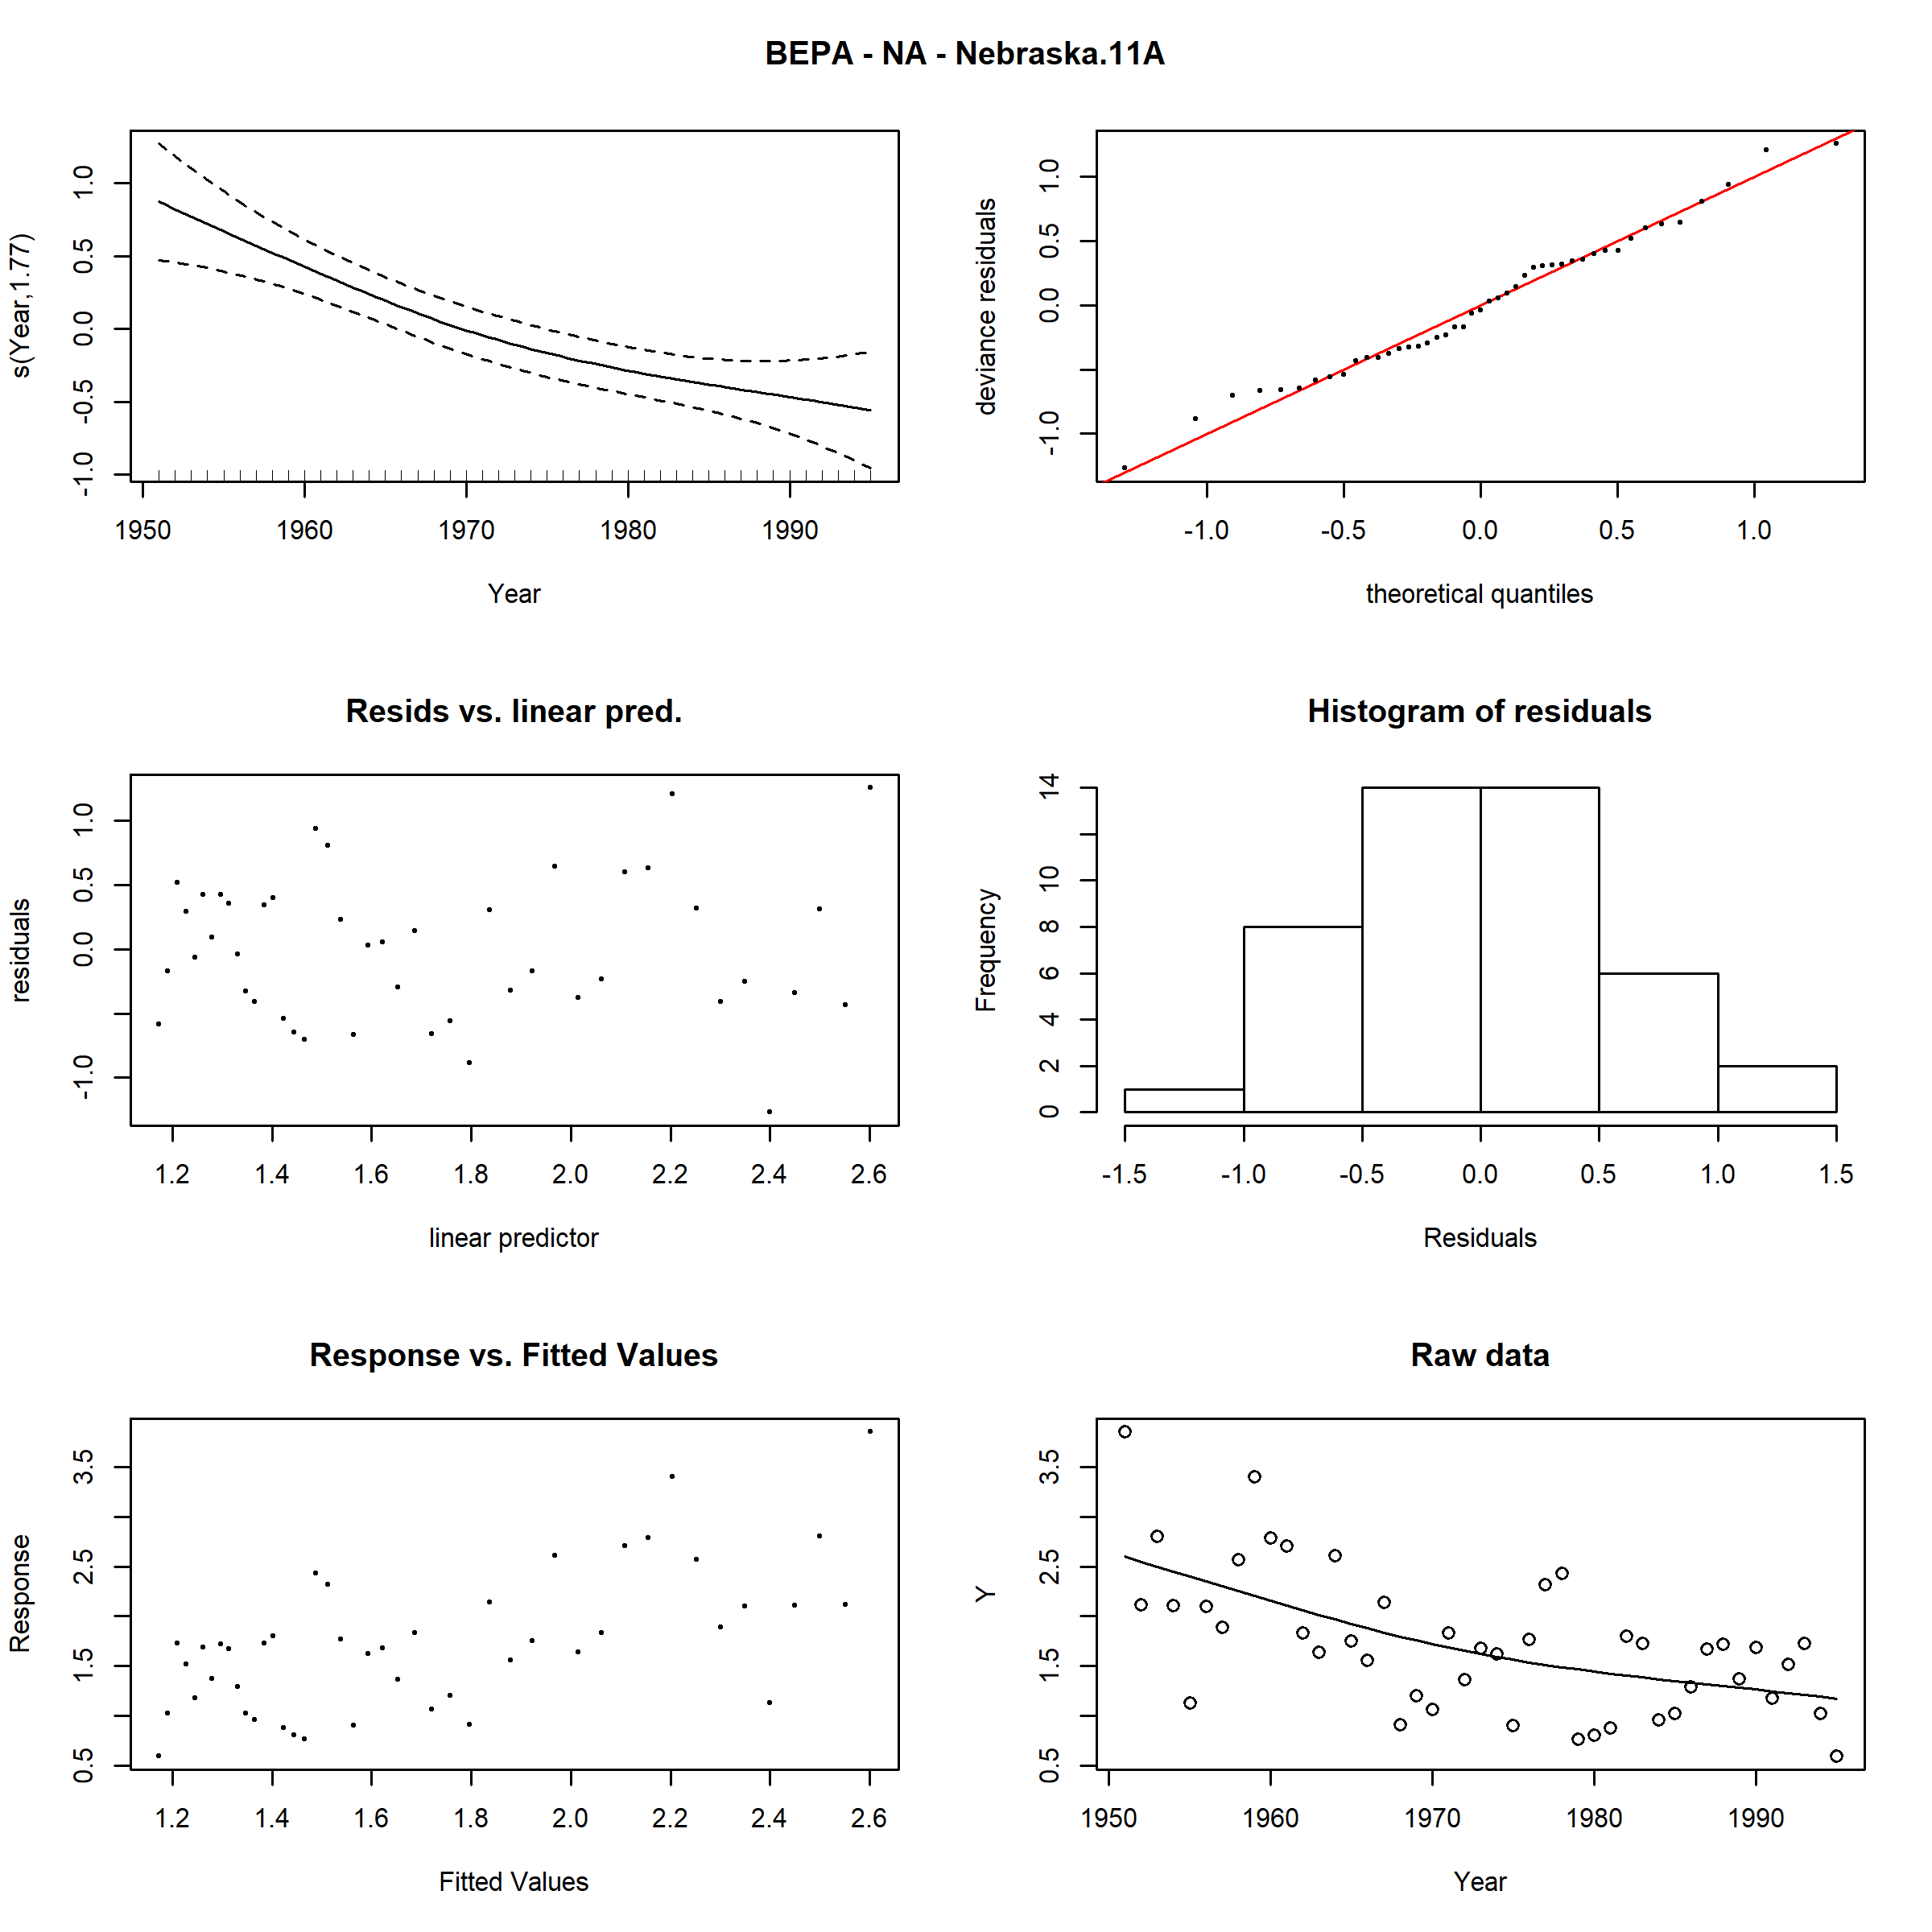 BEPA - NA - Nebraska.11A
s(Year,1.77)
1.0
0.5
0.0
-0.5
-1.0
1950 1960 1970 1980 1990
Year
deviance residuals
1.0
0.5
0.0
-1.0
-1.0 -0.5 0.0 0.5 1.0
theoretical quantiles
Resids vs. linear pred.
residuals
1.0
0.5
0.0
-1.0
1.2 1.4 1.6 1.8 2.0 2.2 2.4 2.6
linear predictor
Histogram of residuals
Frequency
14
10
8
6
4
2
0
-1.5 -1.0 -0.5 0.0 0.5 1.0 1.5
Residuals
Response vs. Fitted Values
Response
3.5
2.5
1.5
0.5
1.2 1.4 1.6 1.8 2.0 2.2 2.4 2.6
Fitted Values
Raw data
Y
3.5
2.5
1.5
0.5
1950 1960 1970 1980 1990
Year